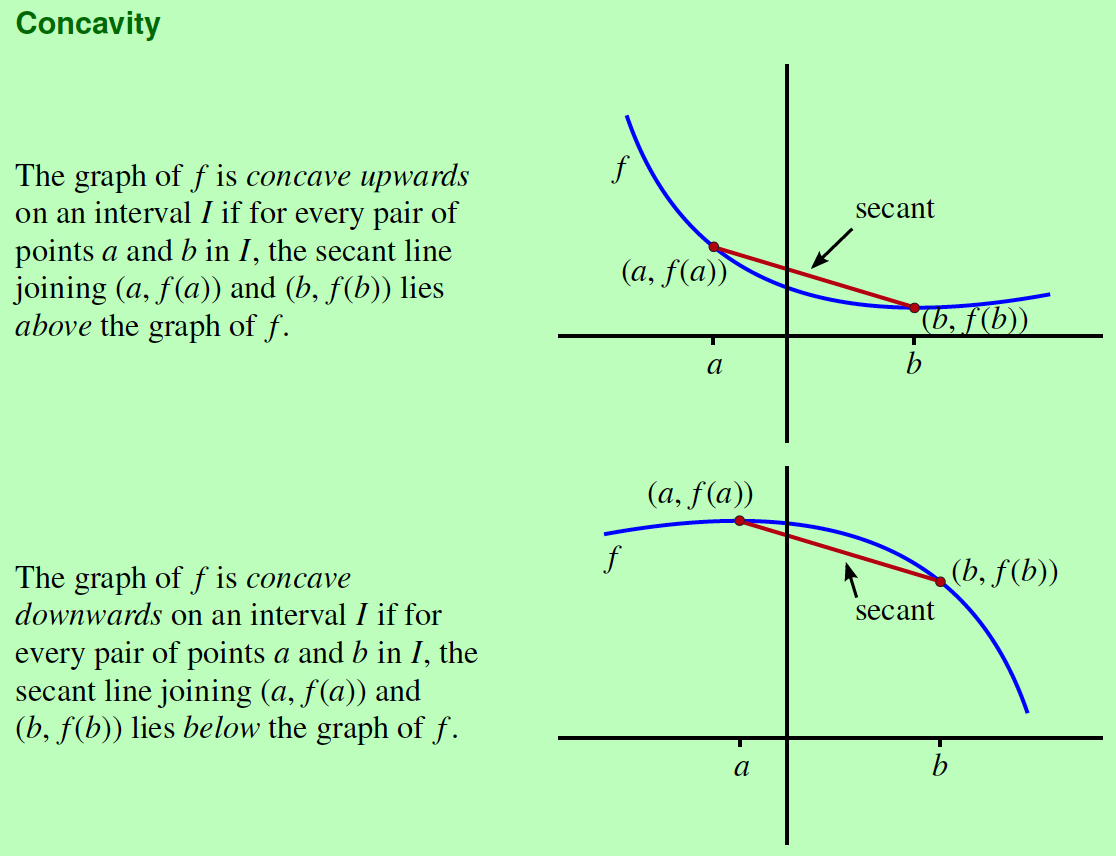 Concavity
The graph of f is concave upwards
on an interval I if for every pair of
points a and b in I, the secant line
joining (a, f(a)) and (b, f(b)) lies
above the graph of f.
f
secant
(a, f(a))
(b, f(b))
a
b
The graph of f is concave
downwards on an interval I if for
every pair of points a and b in I, the
secant line joining (a, f(a)) and
(b, f(b)) lies below the graph of f.
(a, f(a))
f
(b, f(b))
secant
a
b